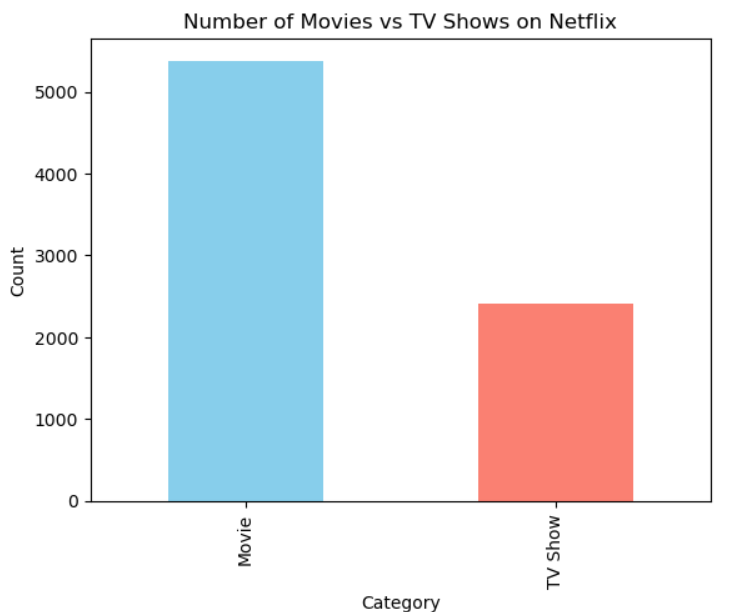 Number of Movies vs TV Shows on Netflix
Count
5000
4000
3000
2000
1000
0
Movie
TV Show
Category